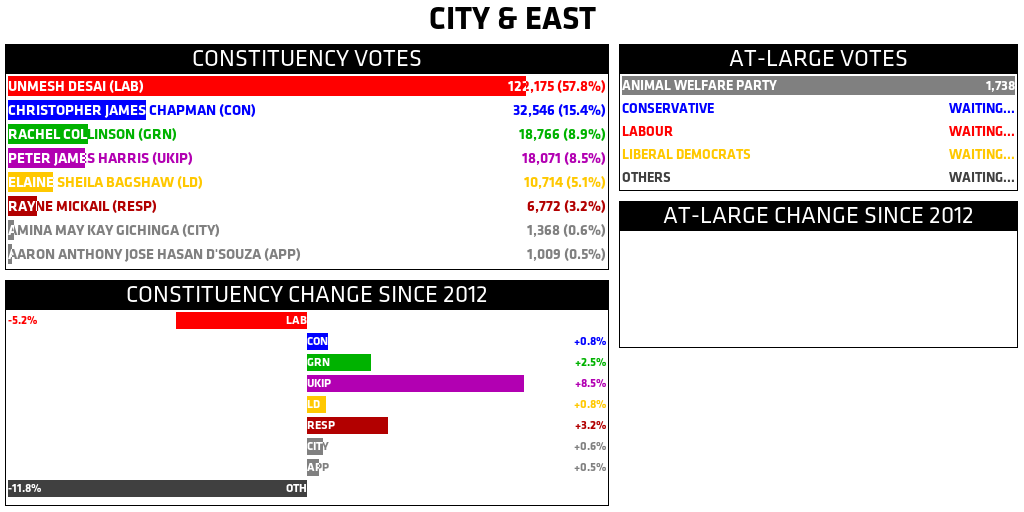 CITY & EAST
CONSTITUENCY VOTES
UNMESH DESAI (LAB) 122,175 (57.8%)
CHRISTOPHER JAMES CHAPMAN (CON) 32,546 (15.4%)
RACHEL COLLINSON (GRN) 18,766 (8.9%)
PETER JAMES HARRIS (UKIP) 18,071 (8.5%)
ELAINE SHEILA BAGSHAW (LD) 10,714 (5.1%)
RAYNE MICKAIL (RESP) 6,772 (3.2%)
AMINA MAY KAY GICHINGA (CITY) 1,368 (0.6%)
AARON ANTHONY JOSE HASAN D'SOUZA (APP) 1,009 (0.5%)
CONSTITUENCY CHANGE SINCE 2012
-5.2% LAB
CON +0.8%
GRN +2.5%
UKIP +8.5%
LD +0.8%
RESP +3.2%
CITY +0.6%
APP +0.5%
-11.8% OTH
AT-LARGE VOTES
ANIMAL WELFARE PARTY 1,738
CONSERVATIVE WAITING...
LABOUR WAITING...
LIBERAL DEMOCRATS WAITING...
OTHERS WAITING...
AT-LARGE CHANGE SINCE 2012